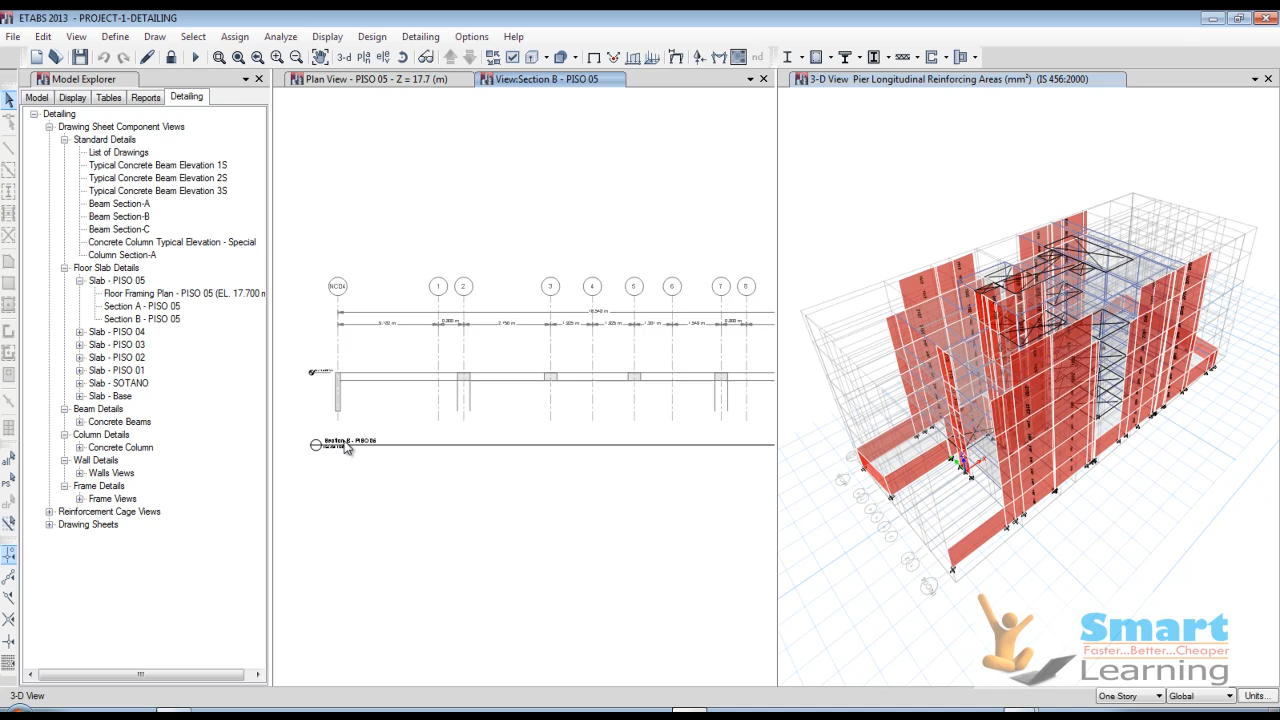 ETABS 2013 - PROJECT-1-DETAILING
File Edit View Define Draw Select Assign Analyze Display Design Detailing Options Help
3-d
nd
Model Explorer
Plan View - PISO 05 - Z = 17.7 (m)
View:Section B - PISO 05
3-D View Pier Longitudinal Reinforcing Areas (mm²) (IS 456:2000)
Model Display Tables Reports Detailing
Detailing
Drawing Sheet Component Views
Standard Details
List of Drawings
Typical Concrete Beam Elevation 1S
Typical Concrete Beam Elevation 2S
Typical Concrete Beam Elevation 3S
Beam Section-A
Beam Section-B
Beam Section-C
Concrete Column Typical Elevation - Special
Column Section-A
Floor Slab Details
Slab - PISO 05
Floor Framing Plan - PISO 05 (EL. 17.700 m
Section A - PISO 05
Section B - PISO 05
Slab - PISO 04
Slab - PISO 03
Slab - PISO 02
Slab - PISO 01
Slab - SOTANO
Slab - Base
Beam Details
Concrete Beams
Column Details
Concrete Column
Wall Details
Walls Views
Frame Details
Frame Views
Reinforcement Cage Views
Drawing Sheets
1 2 3 4 5 6 7 8
Section B - PISO 05
all
PS
clr
Smart
Faster...Better...Cheaper
Learning
3-D View
One Story
Global
Units...